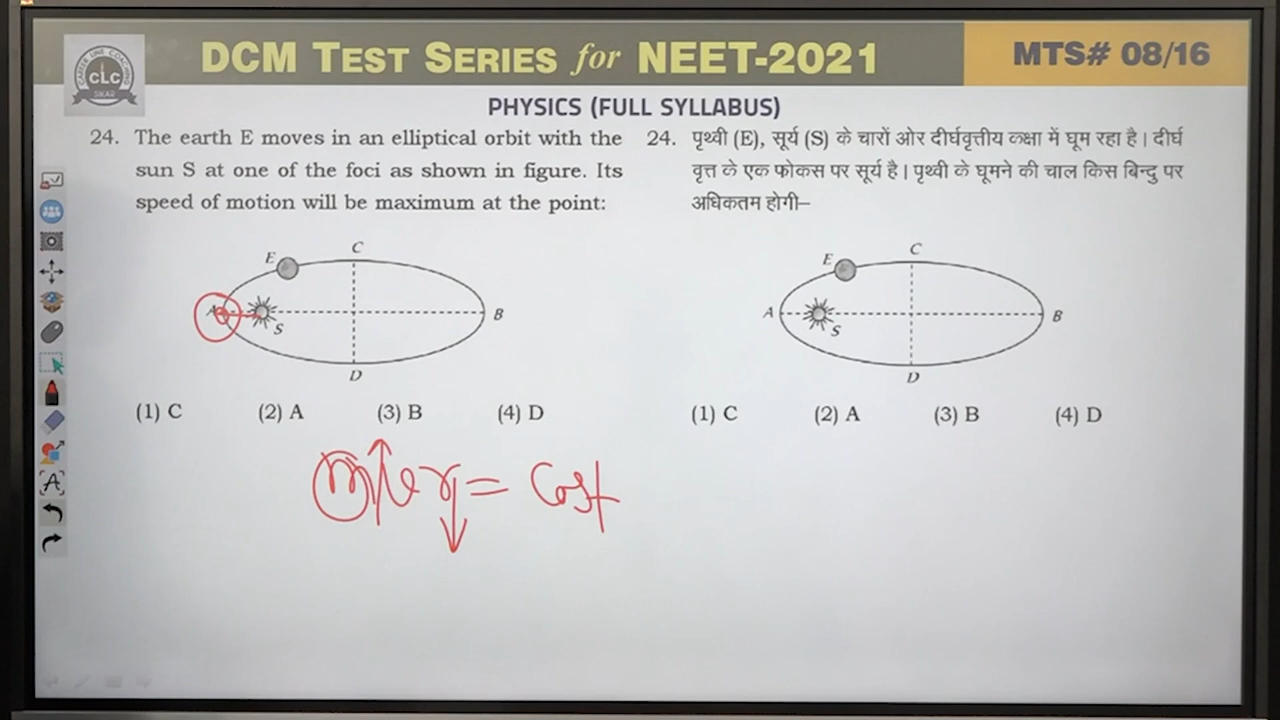 DCM TEST SERIES for NEET-2021
MTS# 08/16
CLC
SIKAR
PHYSICS (FULL SYLLABUS)
24. The earth E moves in an elliptical orbit with the
sun S at one of the foci as shown in figure. Its
speed of motion will be maximum at the point:
E
C
A
S
B
D
(1) C (2) A (3) B (4) D
24. पृथ्वी (E), सूर्य (S) के चारों ओर दीर्घवृत्तीय कक्षा में घूम रहा है। दीर्घ
वृत्त के एक फोकस पर सूर्य है। पृथ्वी के घूमने की चाल किस बिन्दु पर
अधिकतम होगी–
E
C
A
S
B
D
(1) C (2) A (3) B (4) D
mvr = Cost